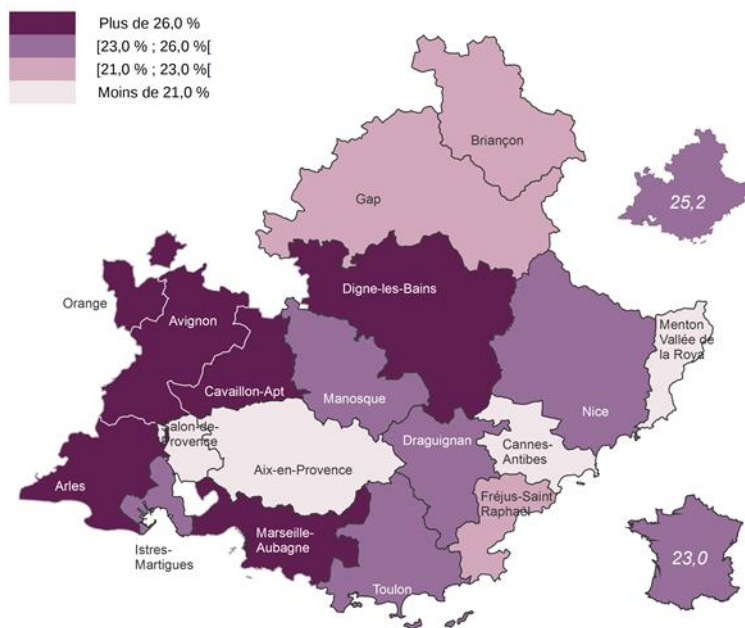 Plus de 26,0 %
[23,0 % ; 26,0 %[
[21,0 % ; 23,0 %[
Moins de 21,0 %
Briançon
Gap
25,2
Digne-les-Bains
Orange
Avignon
Menton
Vallée de
la Roya
Cavaillon-Apt
Manosque
Nice
Salon-de-
Provence
Draguignan
Cannes-
Antibes
Aix-en-Provence
Arles
Fréjus-Saint
Raphaël
Marseille-
Aubagne
Istres-
Martigues
Toulon
23,0